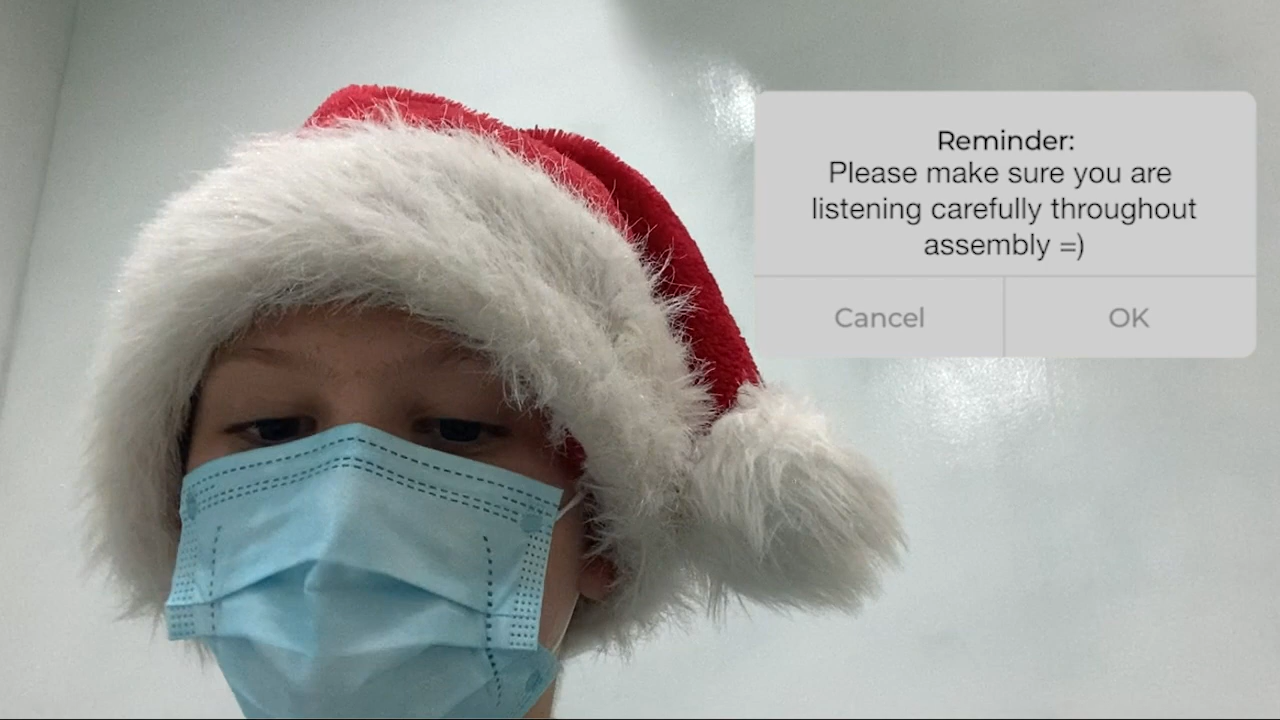 Reminder:
Please make sure you are
listening carefully throughout
assembly =)
Cancel
OK